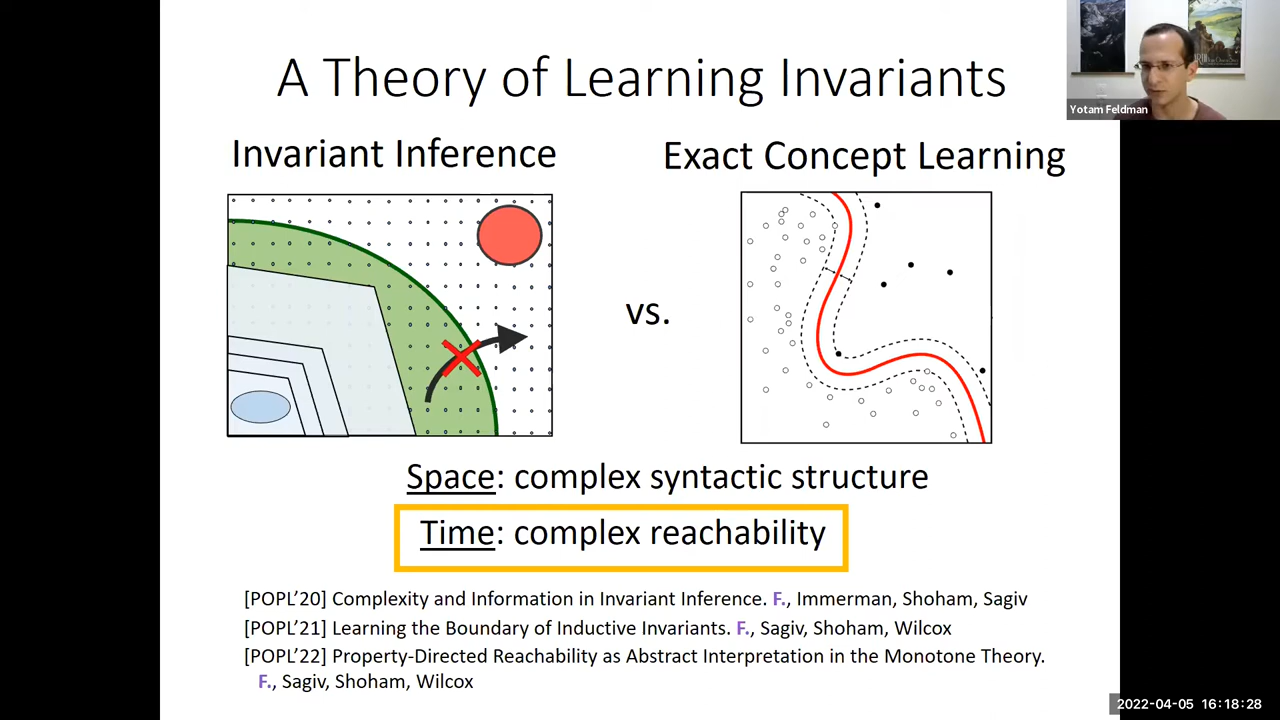 A Theory of Learning Invariants
Yotam Feldman
Invariant Inference
Exact Concept Learning
vs.
Space: complex syntactic structure
Time: complex reachability
[POPL’20] Complexity and Information in Invariant Inference. F., Immerman, Shoham, Sagiv
[POPL’21] Learning the Boundary of Inductive Invariants. F., Sagiv, Shoham, Wilcox
[POPL’22] Property-Directed Reachability as Abstract Interpretation in the Monotone Theory.
F., Sagiv, Shoham, Wilcox
2022-04-05 16:18:28